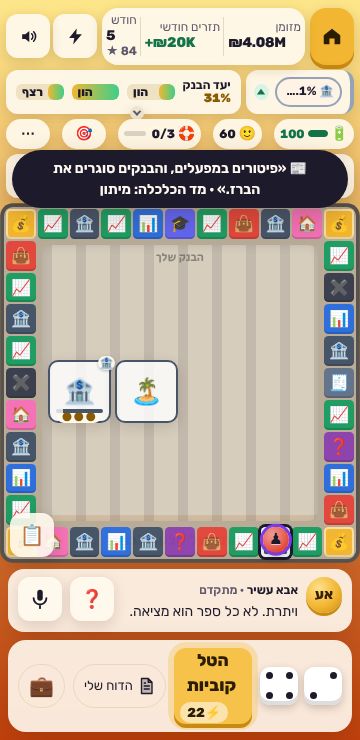 מזומן
₪4.08M
תזרים חודשי
+₪20K
חודש
5
★ 84
1%....
יעד הבנק
31%
הון
הון
רצף
100
60
0/3
...
«פיטורים במפעלים, והבנקים סוגרים את
הברז.» • מד הכלכלה: מיתון
הבנק שלך
אע
אבא עשיר • מתקדם
ויתרת. לא כל ספר הוא מציאה.
הטל
קוביות
22⚡
הדוח שלי